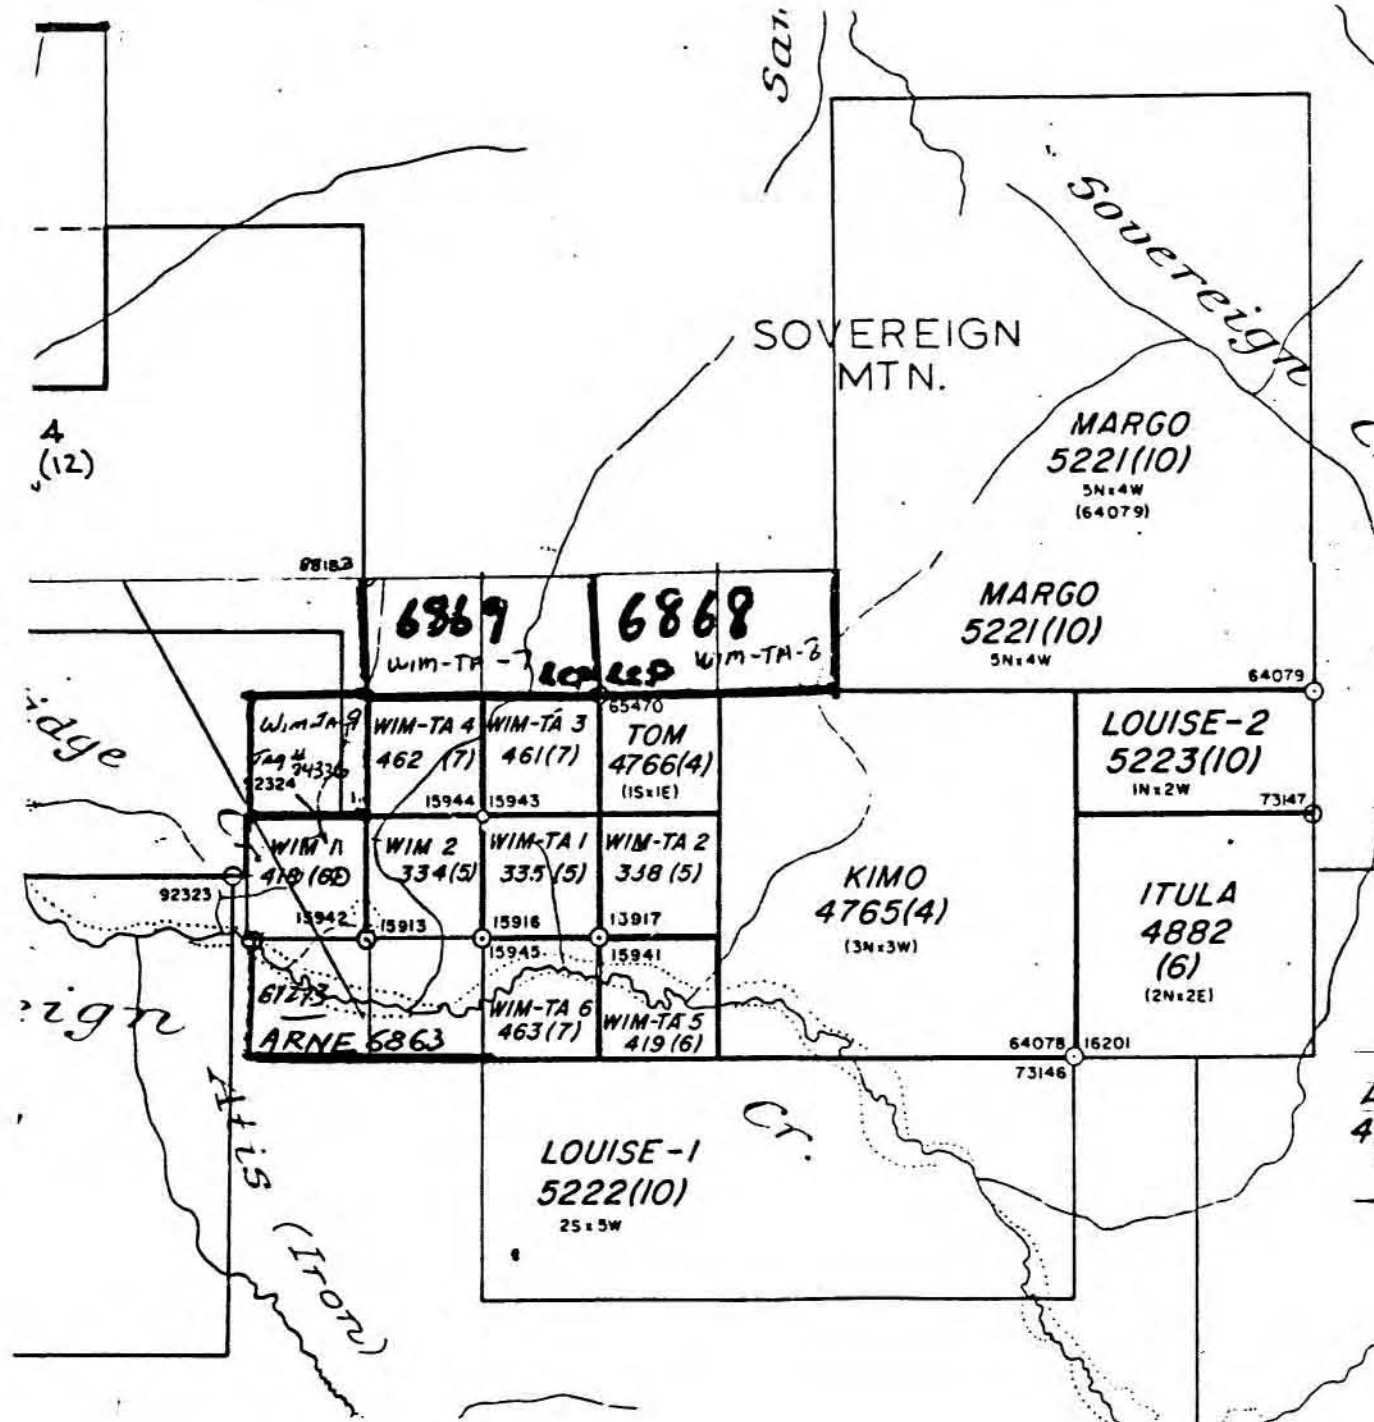 Sovereign
SOVEREIGN
MTN.
A
(12)
MARGO
5221(10)
5N x 4W
(64079)
6869
WIM-TA-7
6868
WIM-TA-8
MARGO
5221(10)
5N x 4W
64079
65470
idge
WIM-TA 4
462 (7)
WIM-TA 3
461(7)
TOM
4766(4)
(1S x 1E)
LOUISE-2
5223(10)
1N x 2W
73147
15944
15943
WIM 2
334(5)
WIM-TA 1
335 (5)
WIM-TA 2
338 (5)
KIMO
4765(4)
(3N x 3W)
ITULA
4882
(6)
(2N x 2E)
92323
15942
15913
15916
13917
15945
15941
eign
ARNE 6863
WIM-TA 6
463(7)
WIM-TA 5
419 (6)
64078
16201
73146
LOUISE-1
5222(10)
2S x 5W
Cr.
(Iron)